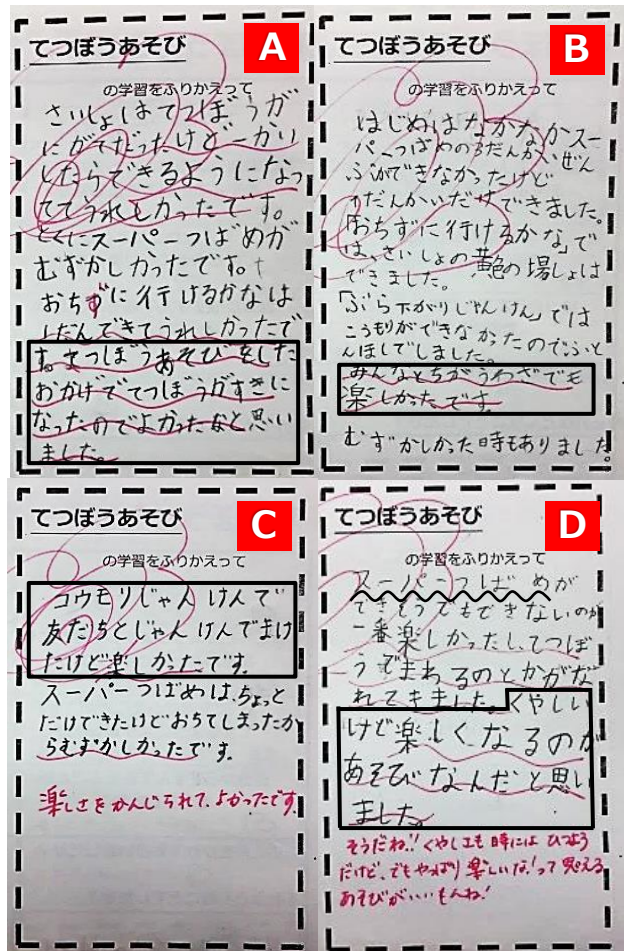 てつぼうあそび
A
の学習をふりかえって
さいしょはてつぼうが
にがてだったけど一かい
したらできるようになっ
ててうれしかったです。
とくにスーパーつばめが
むずかしかったです。
おちずに行けるかなは
だんできてうれしかったで
す。てつぼうあそびをした
おかげでてつぼうがすきに
なったのでよかったなと思い
ました。
てつぼうあそび
B
の学習をふりかえって
はじめはなかなかスー
パーつばめの3だんかいぜん
ぶができなかったけど
だんかいだけできました。
「おちずに行けるかな」で
は、さいしょの
の場しょは
できました。
「ぶら下がりじゃんけん」では
こうもりができなかったのでふと
んほしでしました。
みんなとちがうわざでも
楽しかったです。
むずかしかった時もありました。
てつぼうあそび
C
の学習をふりかえって
コウモリじゃんけんで
友だちとじゃんけんでまけ
たけど楽しかったです。
スーパーつばめは、ちょっと
だけできたけどおちてしまったか
らむずかしかったです。
楽しさをかんじられて、よかったです
てつぼうあそび
D
の学習をふりかえって
スーパーつばめが
できそうでもできないのが
一番楽しかったし、てつぼ
うでまわるのとかがな
れてきました。くやしい
けど楽しくなるのが
あそびなんだと思い
ました。
そうだね!!くやしさも時にはひつよう
だけど、でもやっぱり楽しいな!って思える
あそびがいいもんね!